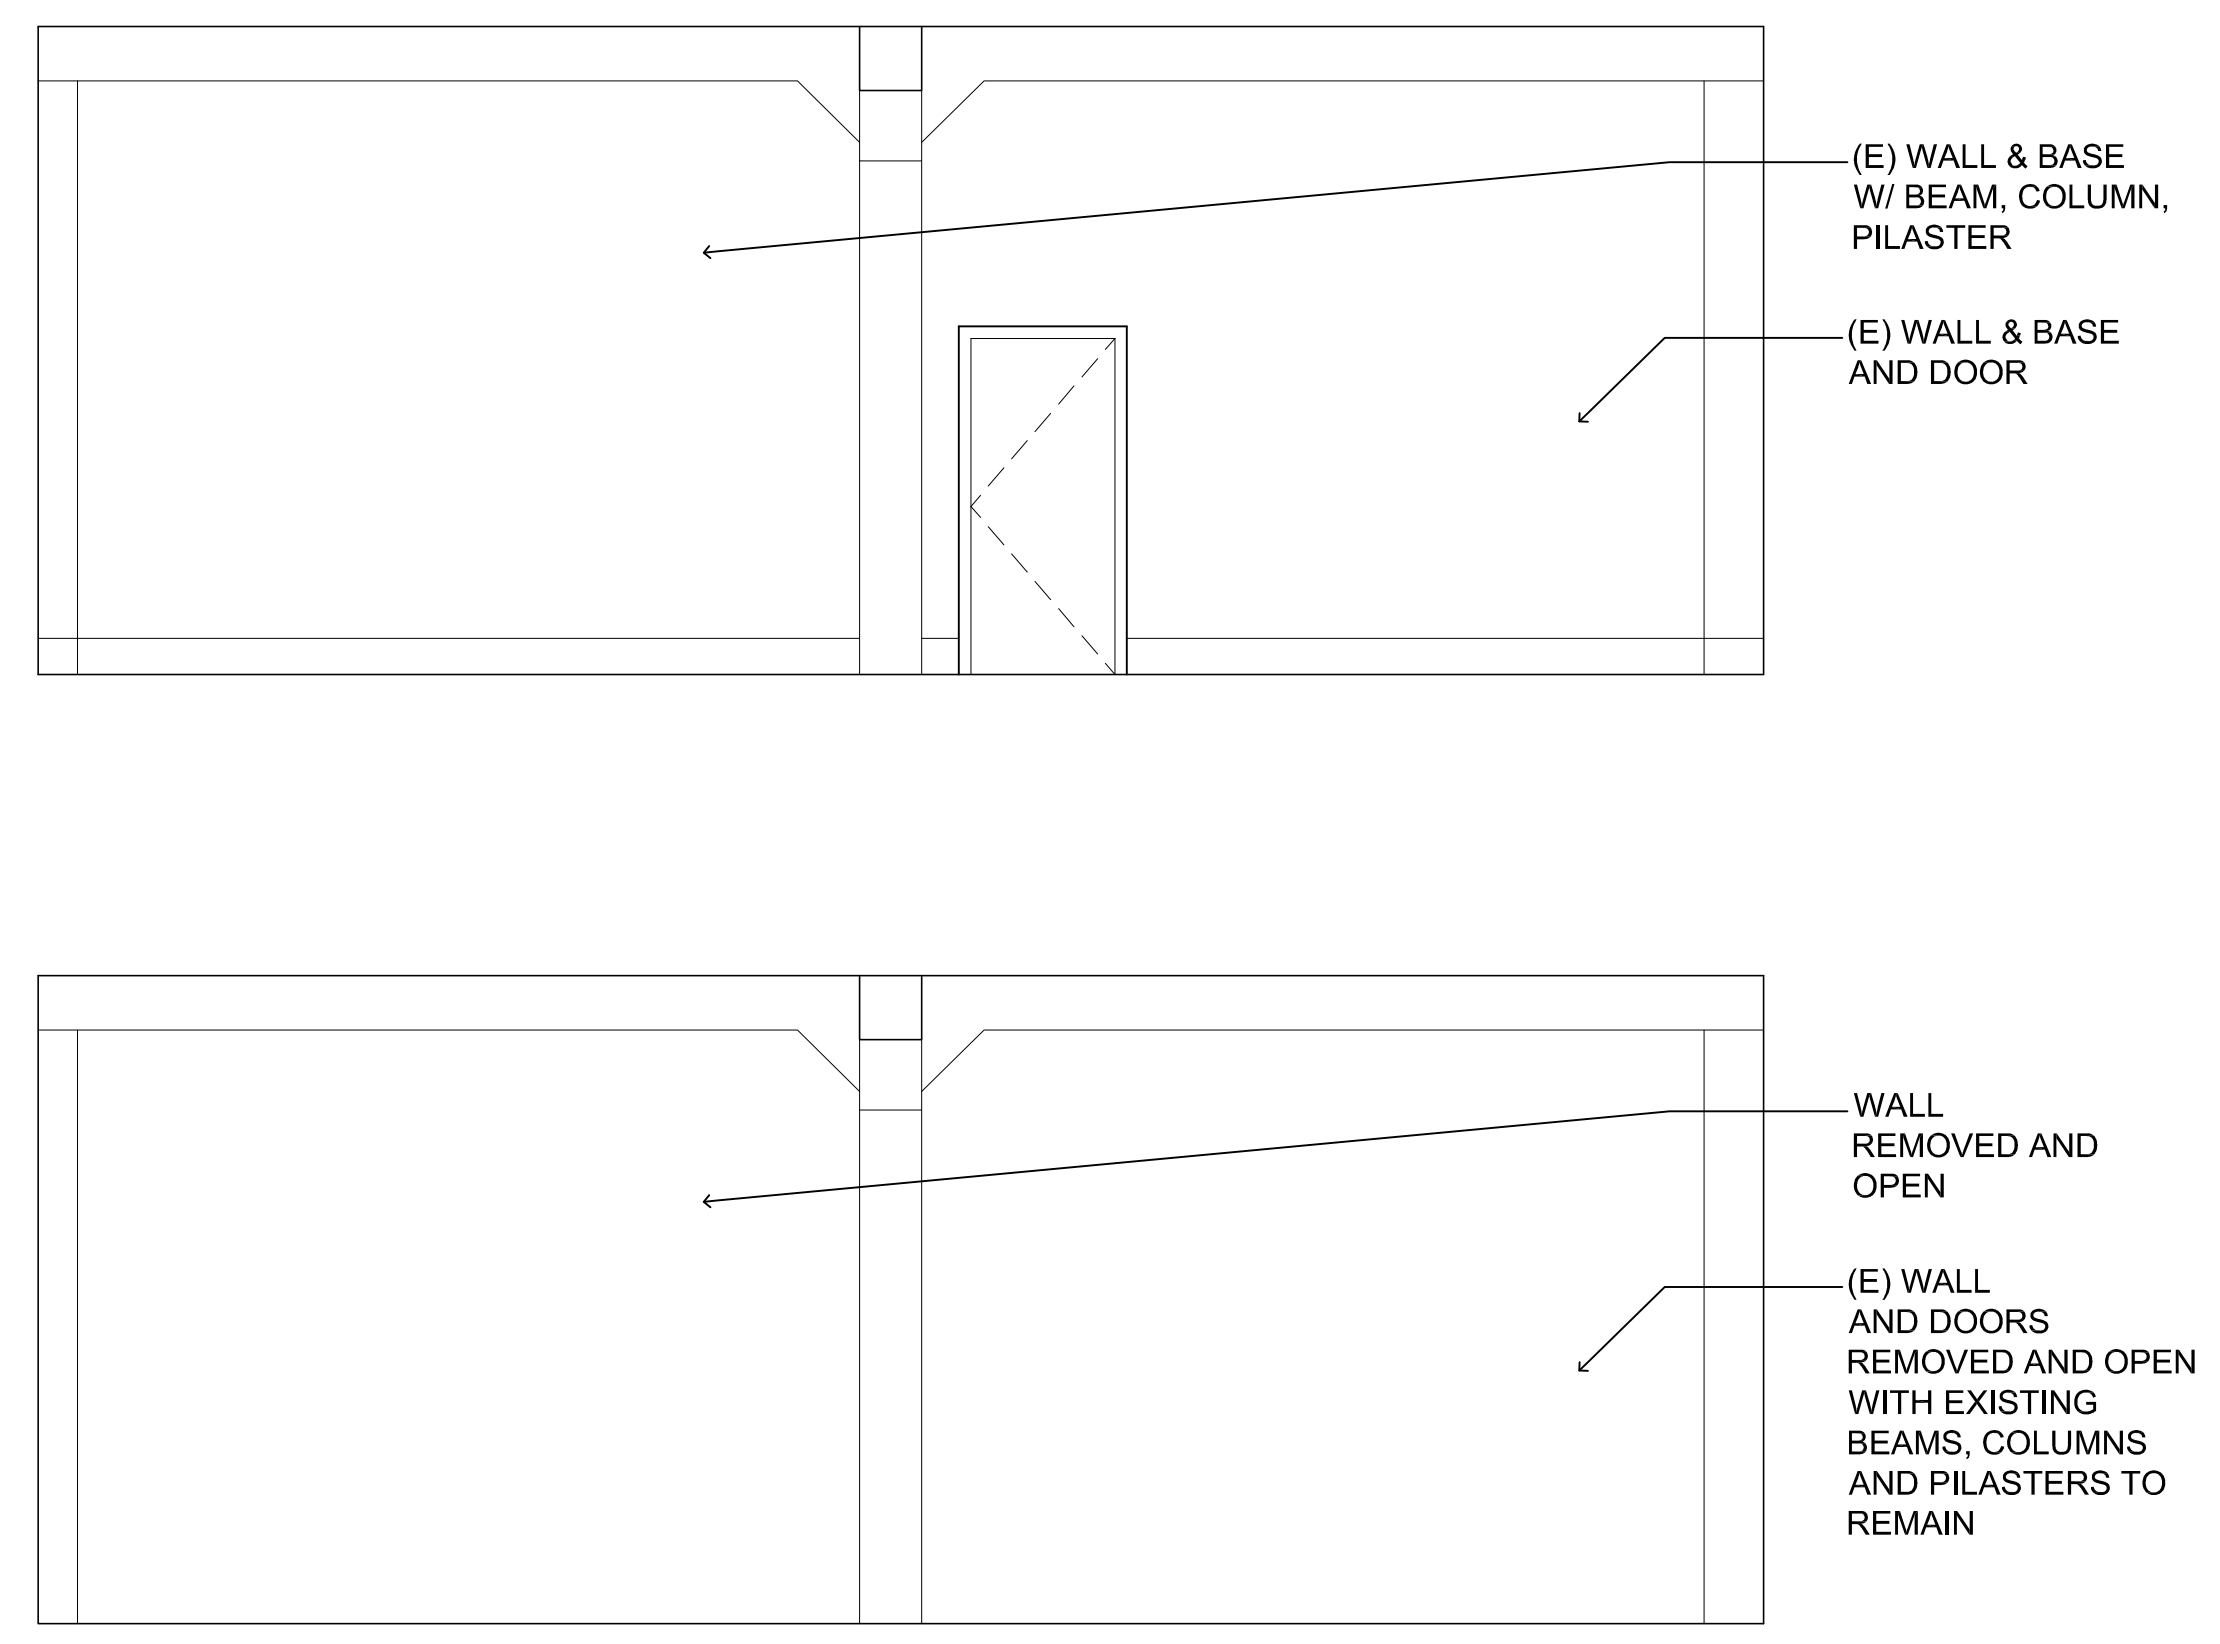 (E) WALL & BASE
W/ BEAM, COLUMN,
PILASTER
(E) WALL & BASE
AND DOOR
WALL
REMOVED AND
OPEN
(E) WALL
AND DOORS
REMOVED AND OPEN
WITH EXISTING
BEAMS, COLUMNS
AND PILASTERS TO
REMAIN